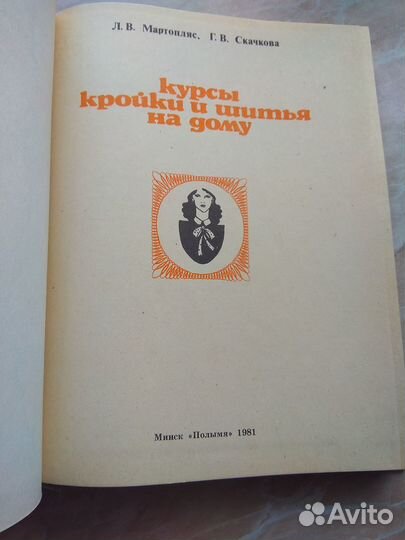 Л. В. Мартопляс, Г. В. Скачкова
курсы
кройки и шитья
на дому
Минск «Полымя» 1981
Avito